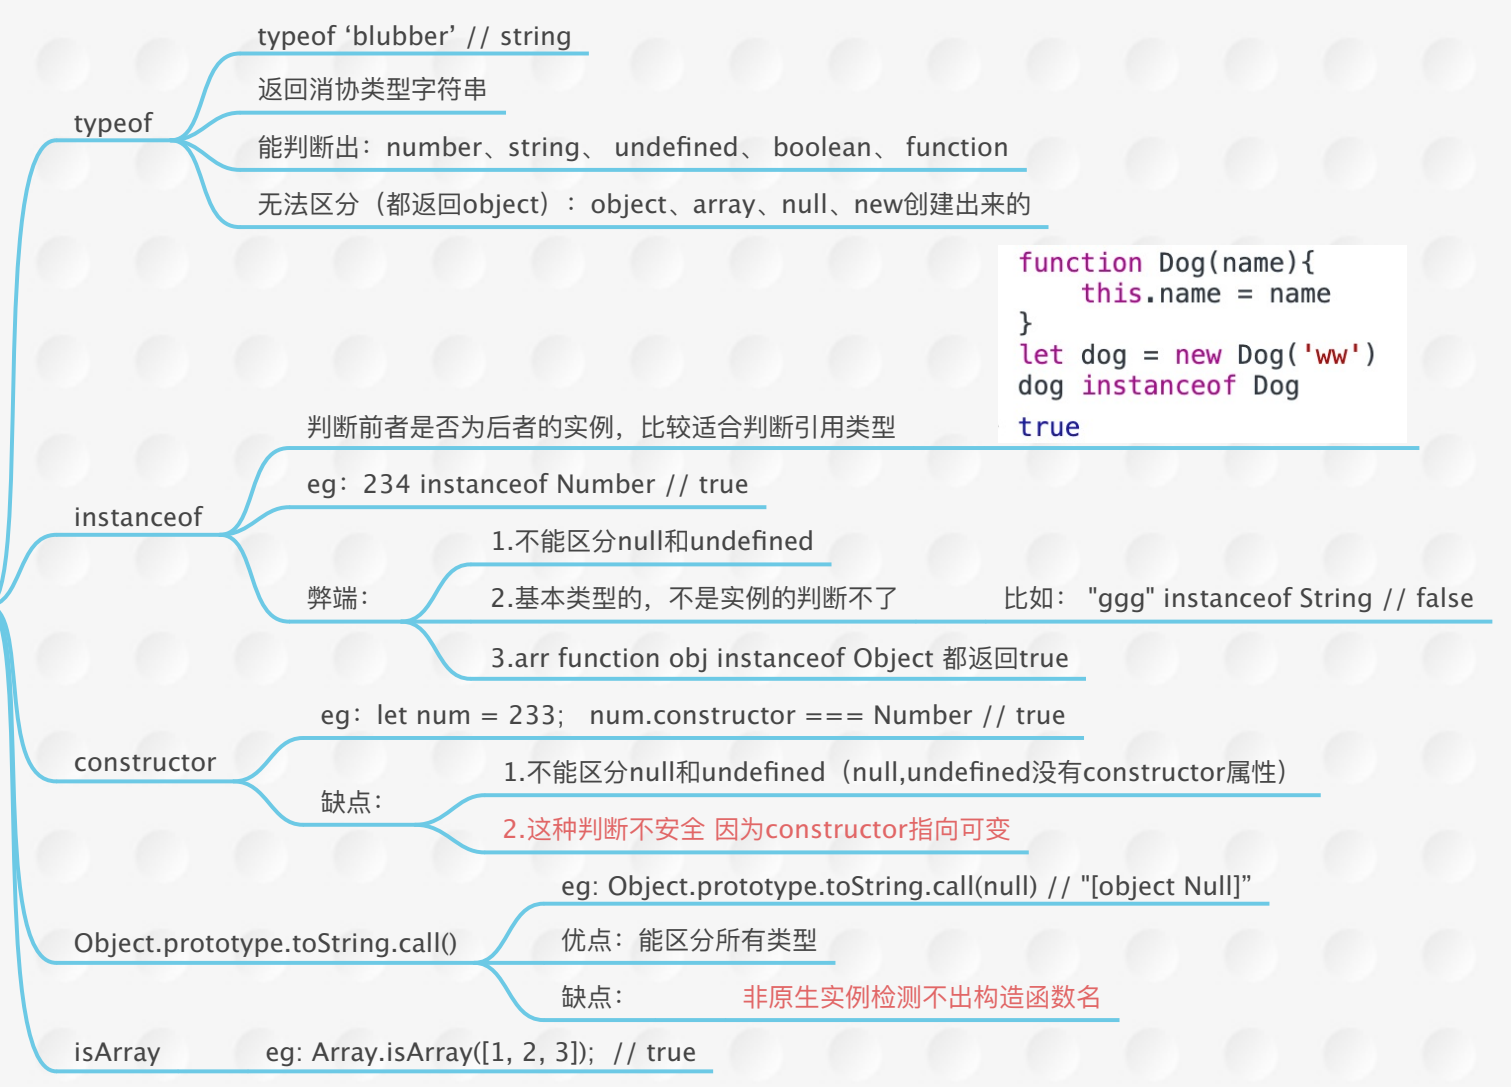 typeof
typeof ‘blubber’ // string
返回消协类型字符串
能判断出：number、string、 undefined、 boolean、 function
无法区分（都返回object）：object、array、null、new创建出来的
instanceof
判断前者是否为后者的实例，比较适合判断引用类型
function Dog(name){
this.name = name
}
let dog = new Dog('ww')
dog instanceof Dog
true
eg：234 instanceof Number // true
弊端：
1.不能区分null和undefined
2.基本类型的，不是实例的判断不了 比如： "ggg" instanceof String // false
3.arr function obj instanceof Object 都返回true
constructor
eg：let num = 233; num.constructor === Number // true
缺点：
1.不能区分null和undefined（null,undefined没有constructor属性）
2.这种判断不安全 因为constructor指向可变
Object.prototype.toString.call()
eg: Object.prototype.toString.call(null) // "[object Null]”
优点：能区分所有类型
缺点： 非原生实例检测不出构造函数名
isArray eg: Array.isArray([1, 2, 3]); // true